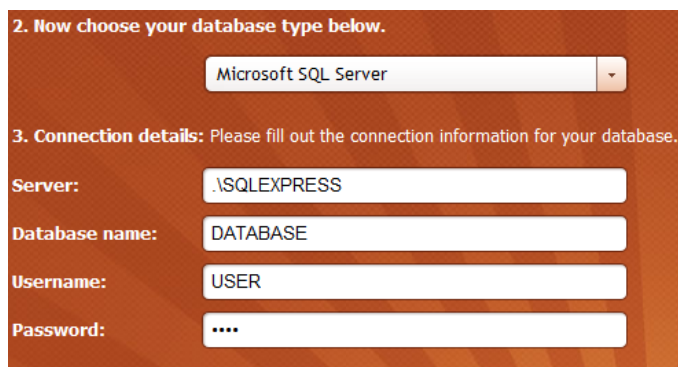 2. Now choose your database type below.
Microsoft SQL Server
3. Connection details: Please fill out the connection information for your database.
Server: .\SQLEXPRESS
Database name: DATABASE
Username: USER
Password: ••••